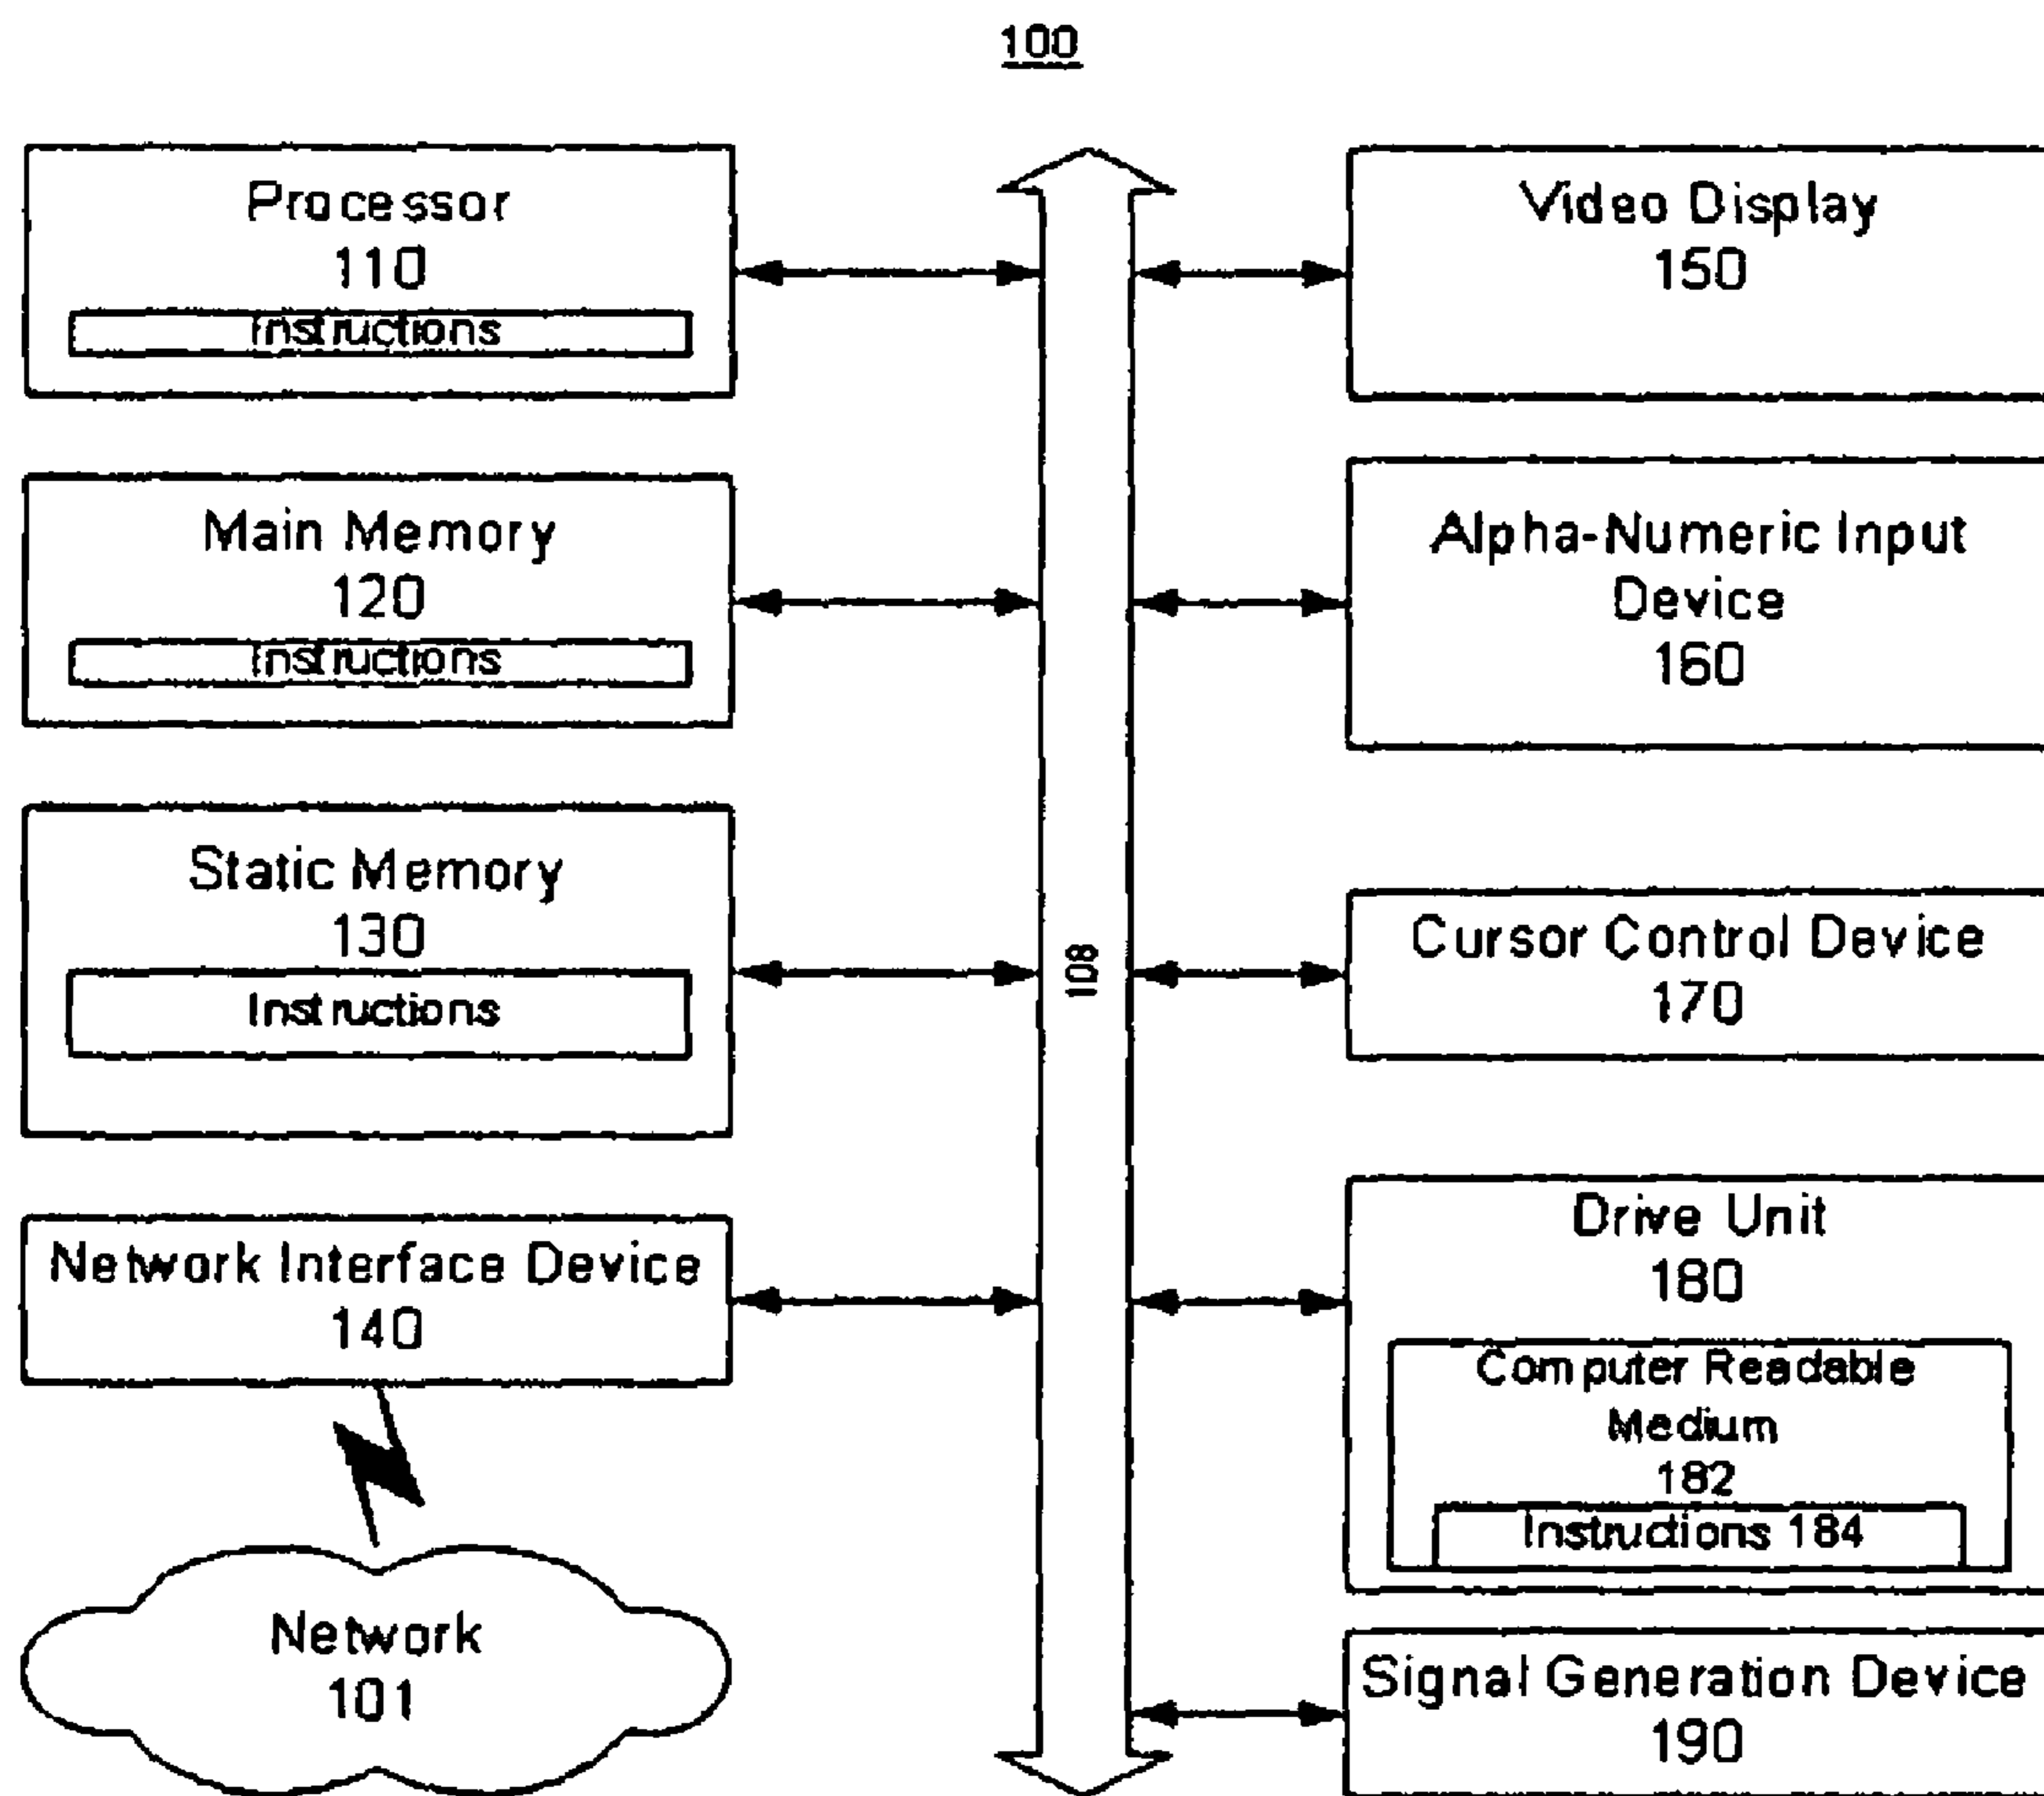 100
Processor
110
Instructions
Main Memory
120
Instructions
Static Memory
130
Instructions
Network Interface Device
140
Network
101
108
Video Display
150
Alpha-Numeric Input
Device
160
Cursor Control Device
170
Drive Unit
180
Computer Readable
Medium
182
Instructions 184
Signal Generation Device
190